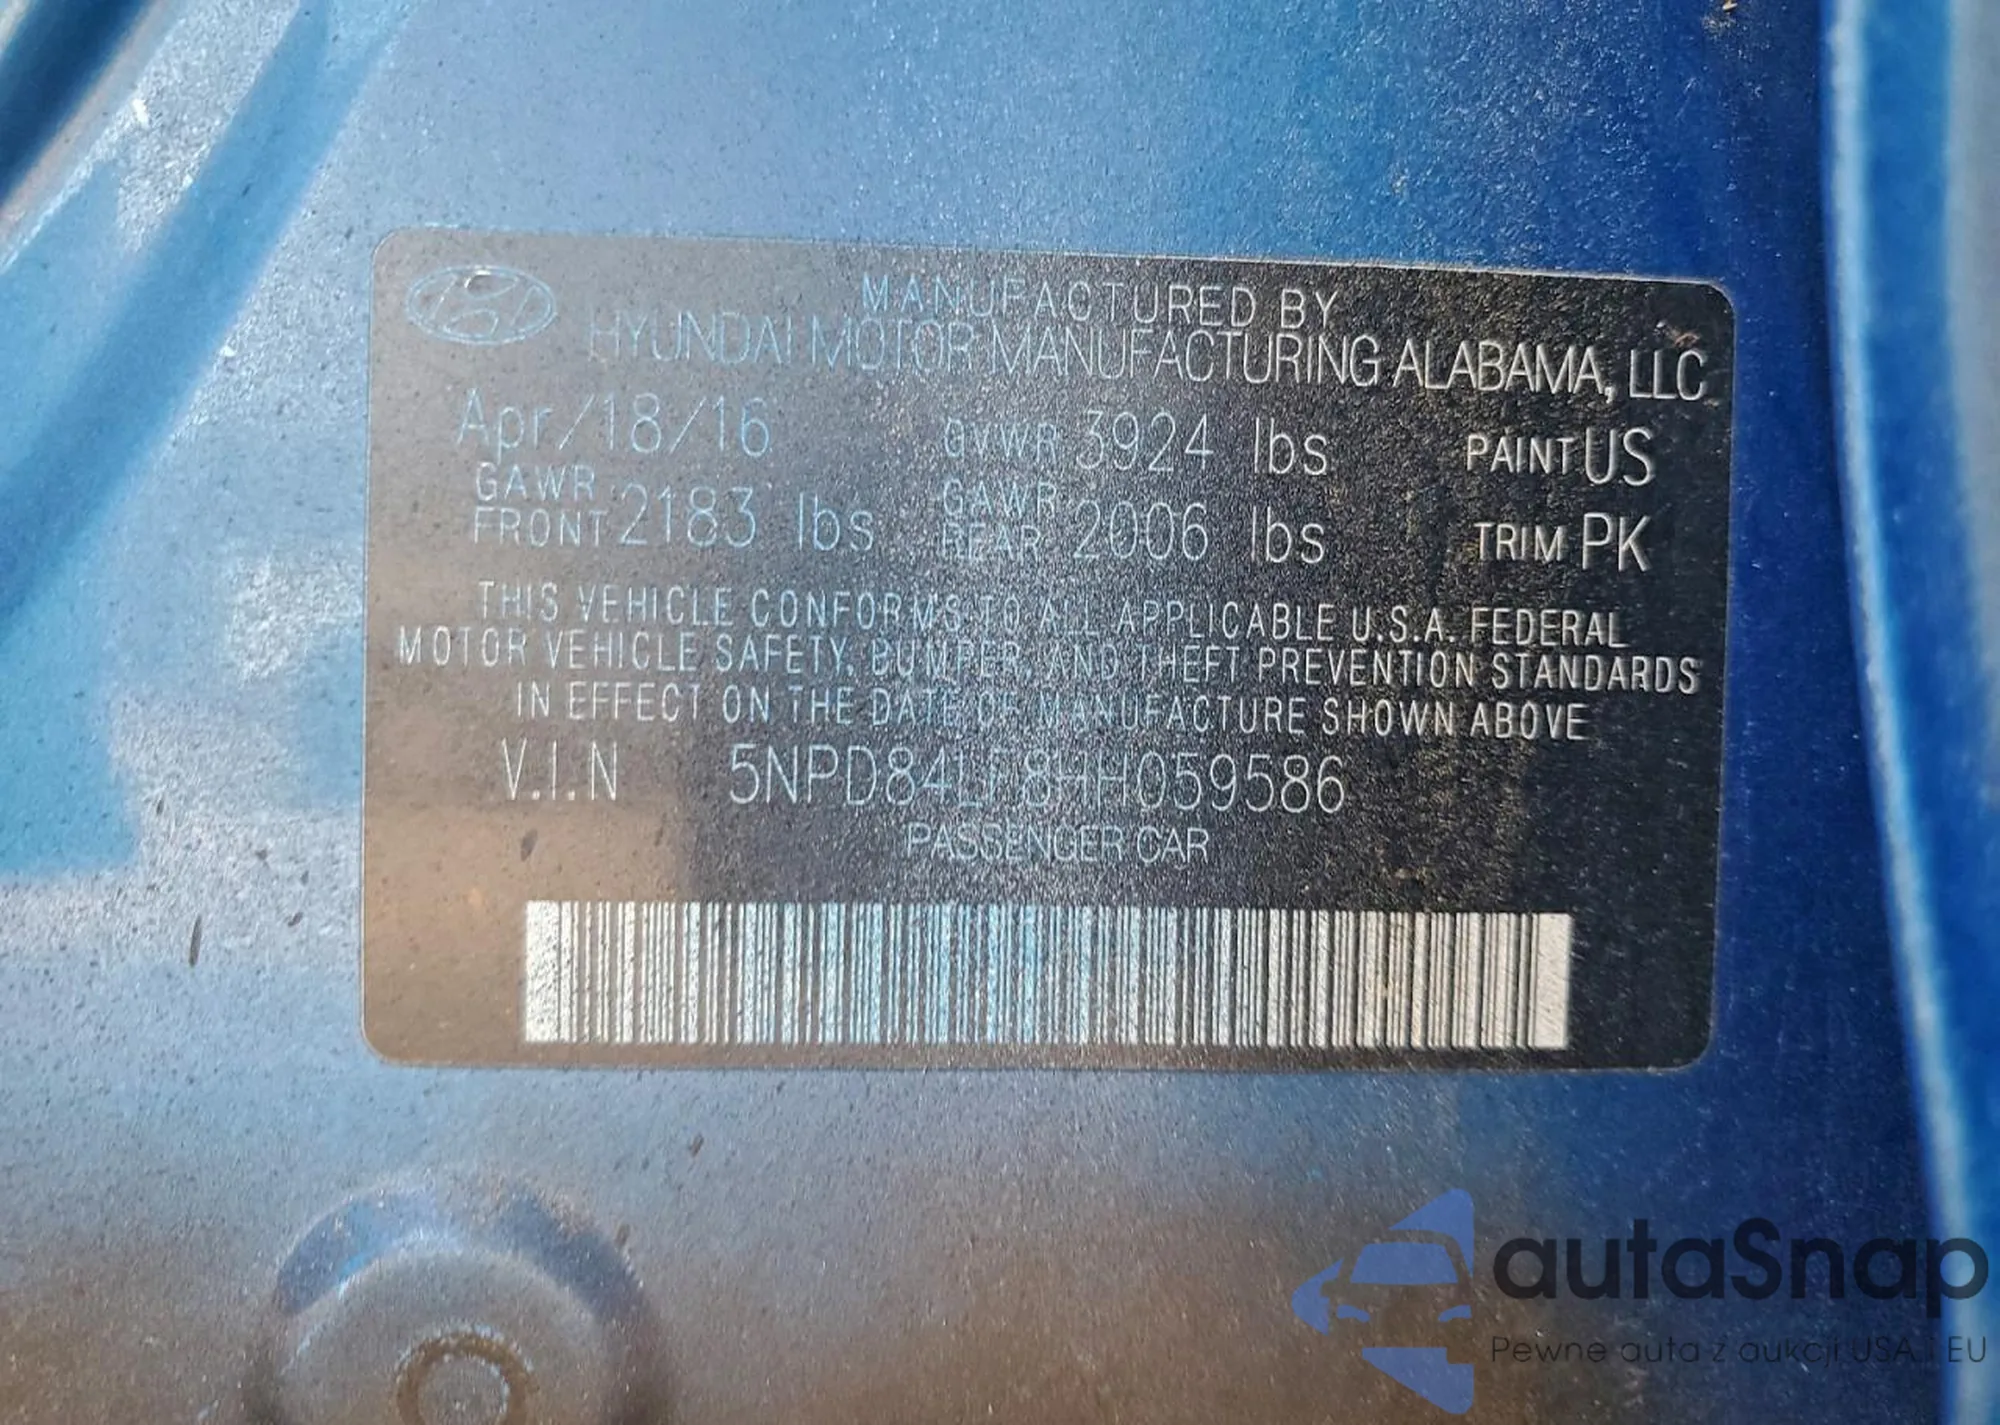 MANUFACTURED BY
HYUNDAI MOTOR MANUFACTURING ALABAMA, LLC
Apr/18/16 GVWR 3924 lbs PAINT US
GAWR FRONT 2183 lbs GAWR REAR 2006 lbs TRIM PK
THIS VEHICLE CONFORMS TO ALL APPLICABLE U.S.A. FEDERAL
MOTOR VEHICLE SAFETY, BUMPER, AND THEFT PREVENTION STANDARDS
IN EFFECT ON THE DATE OF MANUFACTURE SHOWN ABOVE
V.I.N 5NPD84LF8HH059586
PASSENGER CAR
autaSnap
Pewne auta z aukcji USA i EU